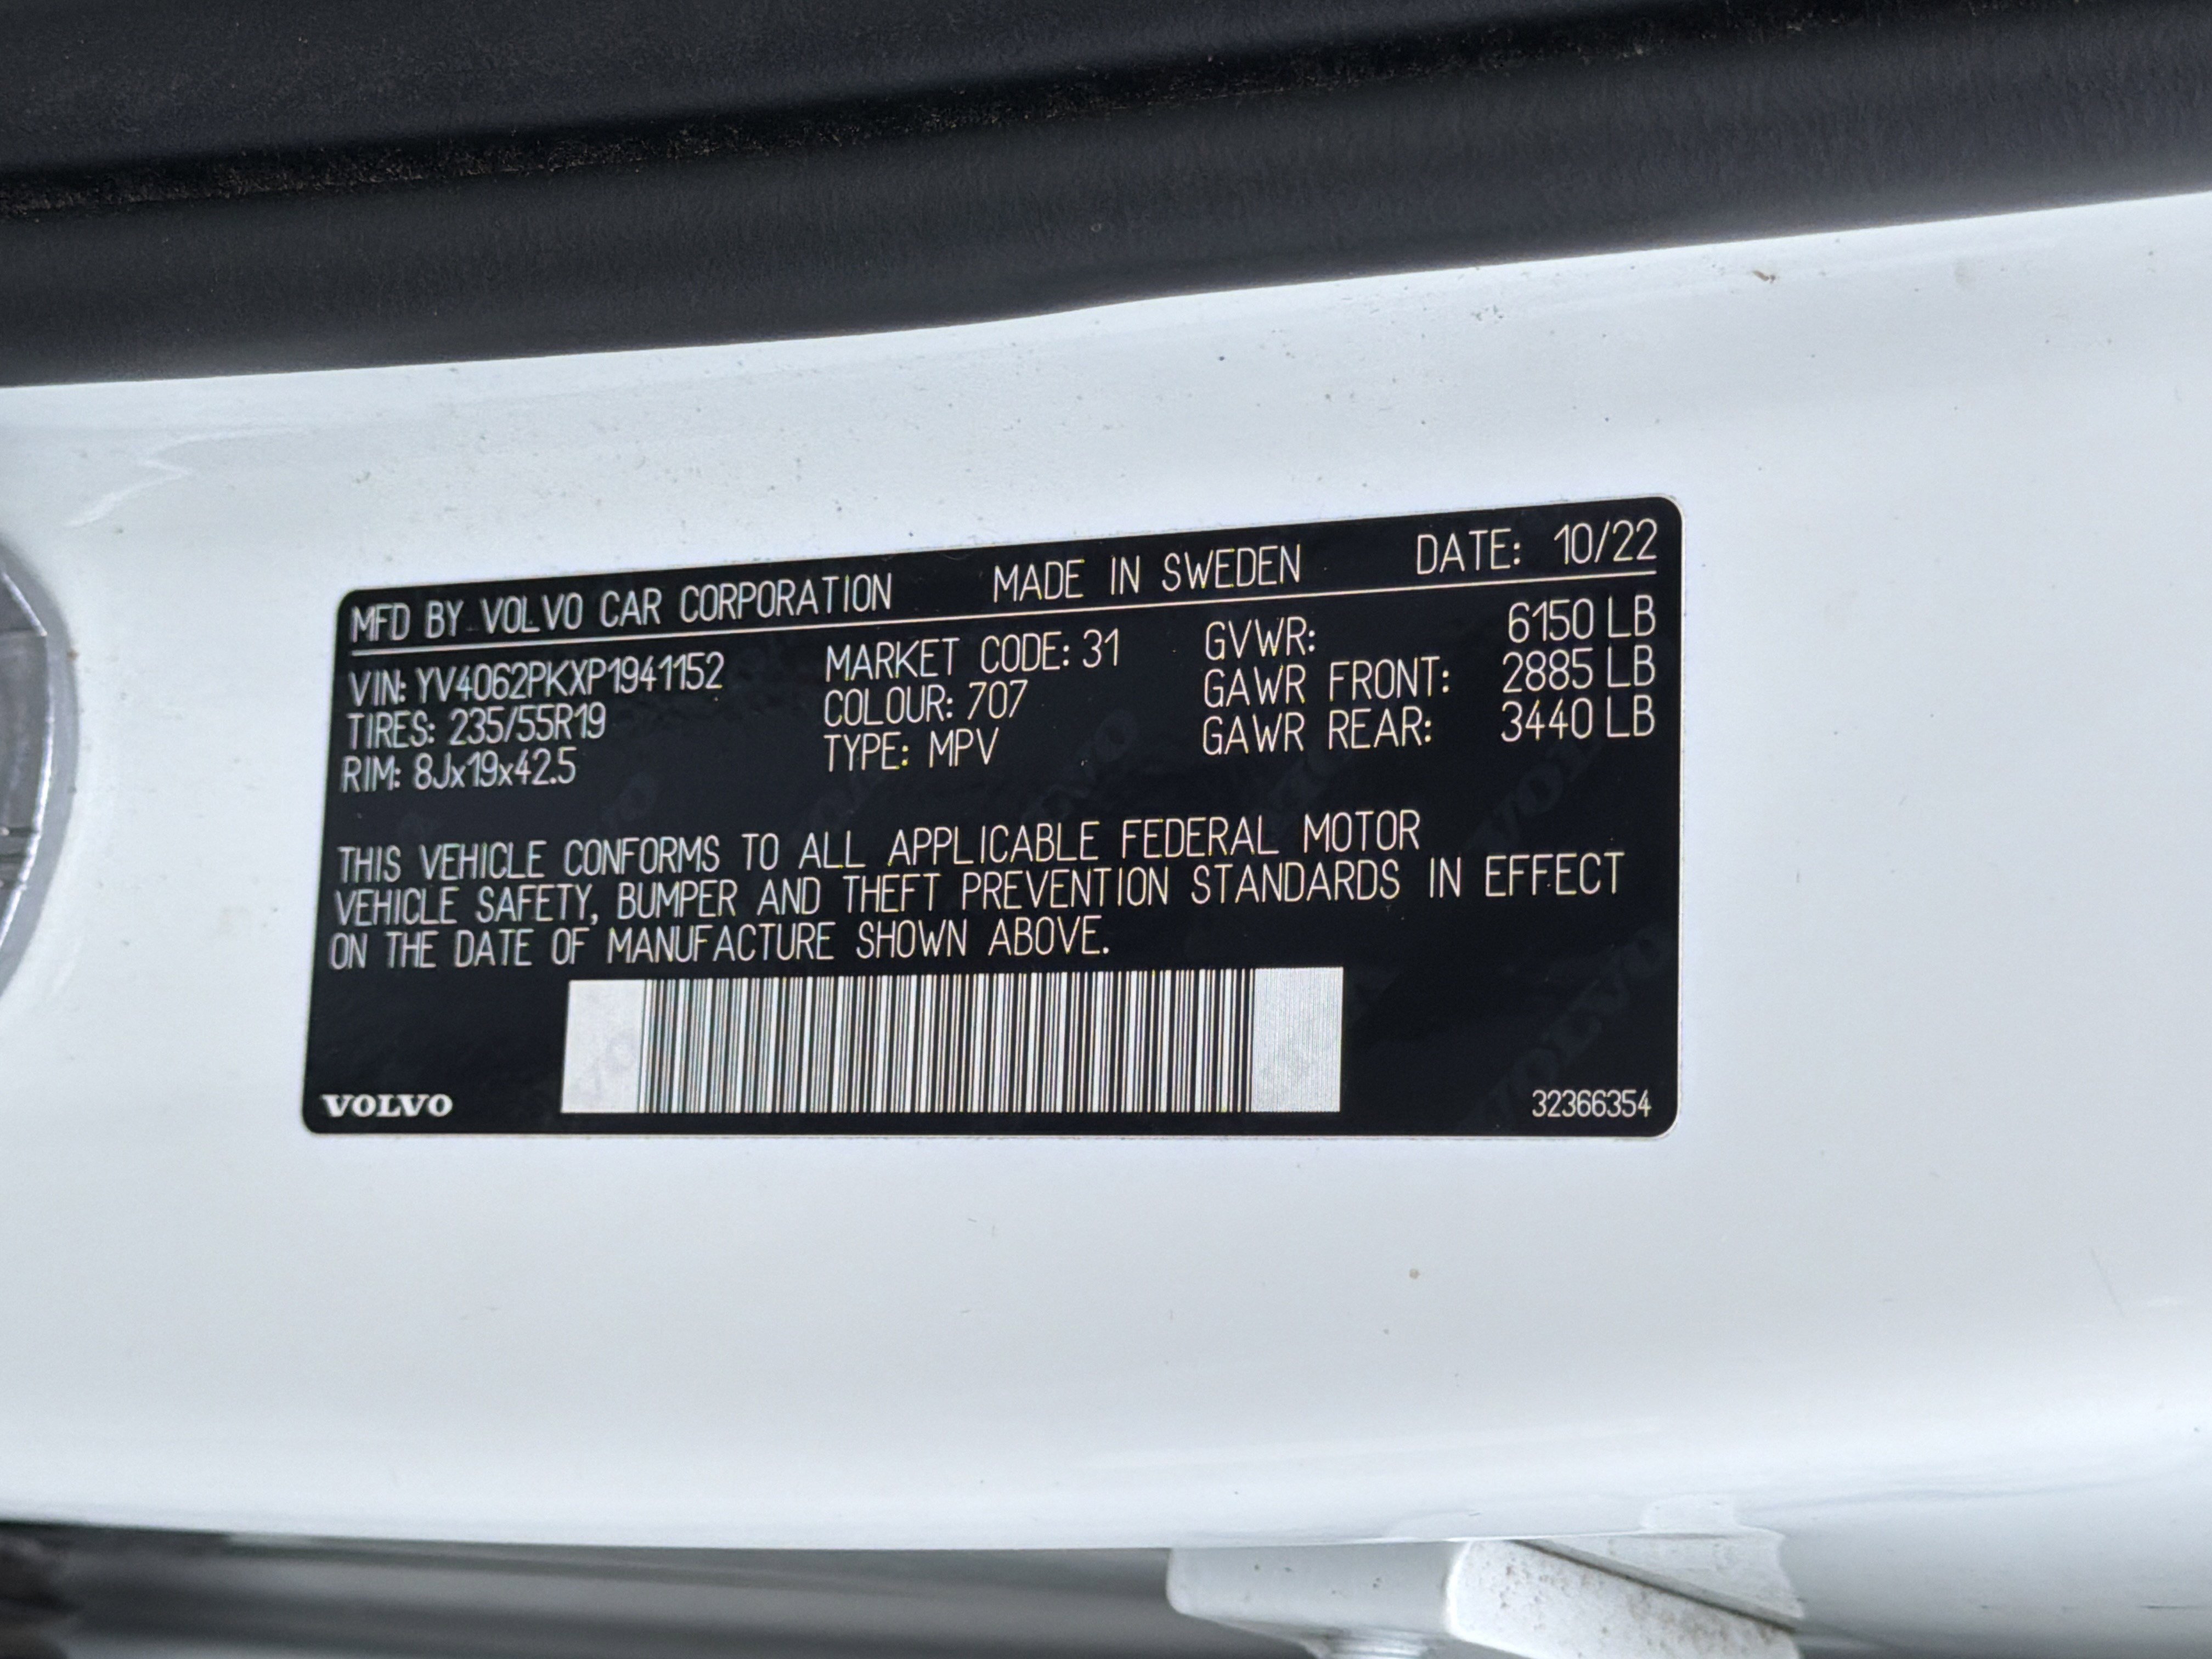 MFD BY VOLVO CAR CORPORATION MADE IN SWEDEN DATE: 10/22
VIN: YV4062PKXP1941152 MARKET CODE: 31 GVWR: 6150 LB
TIRES: 235/55R19 COLOUR: 707 GAWR FRONT: 2885 LB
RIM: 8Jx19x42.5 TYPE: MPV GAWR REAR: 3440 LB
THIS VEHICLE CONFORMS TO ALL APPLICABLE FEDERAL MOTOR
VEHICLE SAFETY, BUMPER AND THEFT PREVENTION STANDARDS IN EFFECT
ON THE DATE OF MANUFACTURE SHOWN ABOVE.
VOLVO 32366354